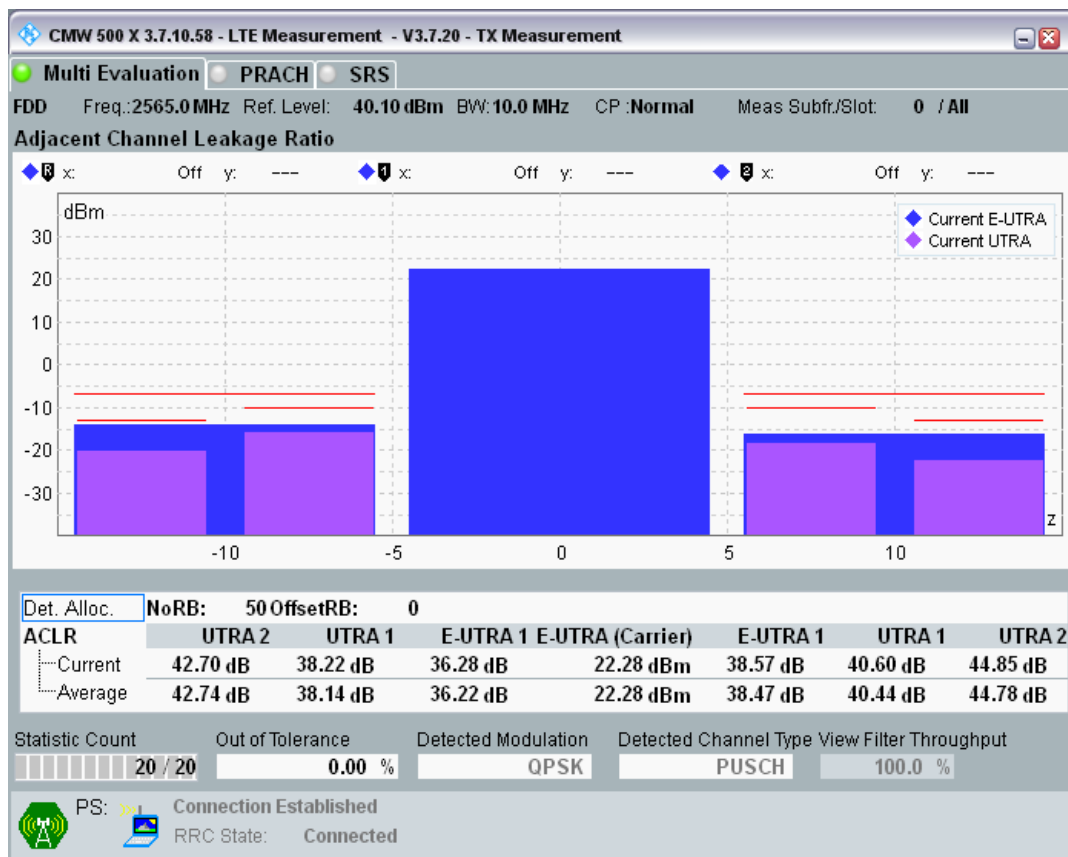 CMW 500 X 3.7.10.58 - LTE Measurement - V3.7.20 - TX Measurement
Multi Evaluation PRACH SRS
FDD Freq.:2565.0 MHz Ref. Level: 40.10 dBm BW:10.0 MHz CP :Normal Meas Subfr./Slot: 0 / All
Adjacent Channel Leakage Ratio
R x: Off y: --- 1 x: Off y: --- 2 x: Off y: ---
dBm
Current E-UTRA
Current UTRA
30
20
10
0
-10
-20
-30
z
-10 -5 0 5 10
Det. Alloc. NoRB: 50 OffsetRB: 0
ACLR UTRA 2 UTRA 1 E-UTRA 1 E-UTRA (Carrier) E-UTRA 1 UTRA 1 UTRA 2
Current 42.70 dB 38.22 dB 36.28 dB 22.28 dBm 38.57 dB 40.60 dB 44.85 dB
Average 42.74 dB 38.14 dB 36.22 dB 22.28 dBm 38.47 dB 40.44 dB 44.78 dB
Statistic Count Out of Tolerance Detected Modulation Detected Channel Type View Filter Throughput
20 / 20 0.00 % QPSK PUSCH 100.0 %
PS: Connection Established
RRC State: Connected